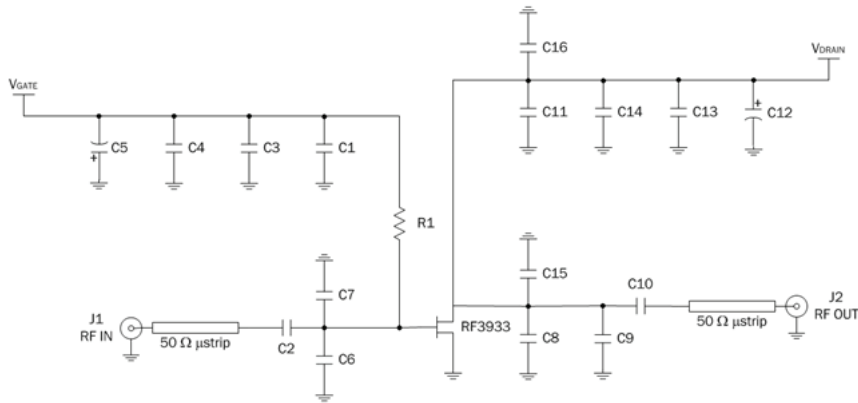 C16
VDRAIN
VGATE
C11
C14
C13
+
C12
C5
+
C4
C3
C1
R1
C15
C7
C10
J1
RF IN
50 Ω µstrip
C2
RF3933
J2
RF OUT
50 Ω µstrip
C6
C8
C9